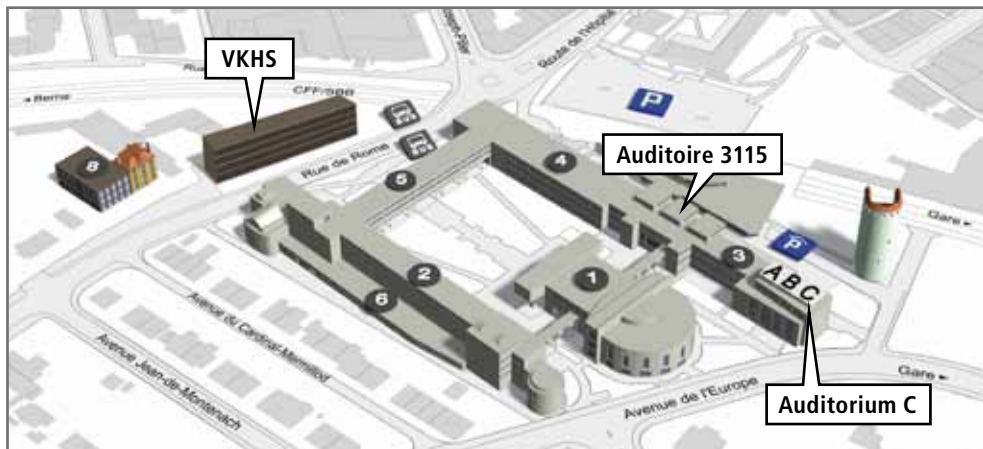 VKHS
Route de l'Hôpital
Berne
CFF/SBB
P
Auditoire 3115
8
Rue de Rome
4
5
Gare
P
3
1
A B C
2
6
Avenue du Cardinal-Mermillod
Avenue Jean-de-Montenach
Avenue de l'Europe
Gare
Auditorium C